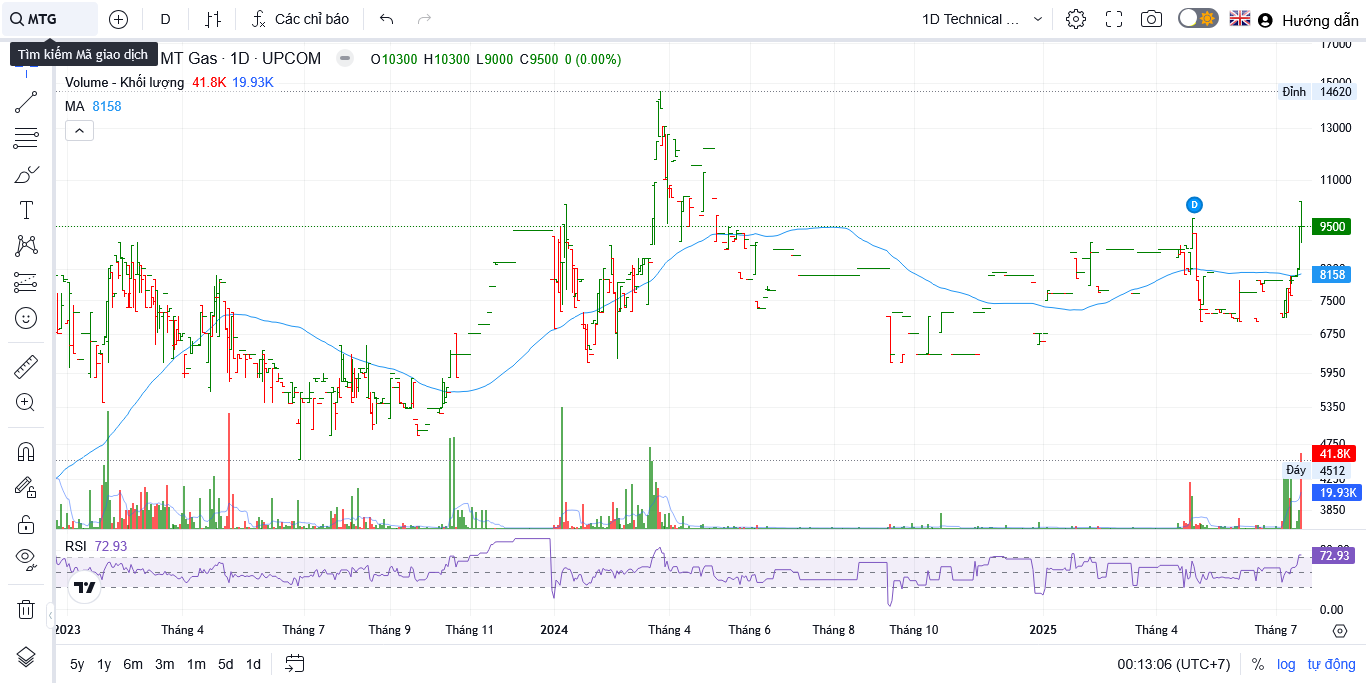 MTG
D
Các chỉ báo
1D Technical ...
Hướng dẫn
Tìm kiếm Mã giao dịch
MT Gas · 1D · UPCOM
O10300 H10300 L9000 C9500 0 (0.00%)
Volume - Khối lượng 41.8K 19.93K
MA 8158
17000
15000
Đỉnh 14620
13000
11000
D
9500
8158
7500
6750
5950
5350
4750
41.8K
Đáy 4512
4250
19.93K
3850
RSI 72.93
72.93
0.00
2023
Tháng 4
Tháng 7
Tháng 9
Tháng 11
2024
Tháng 4
Tháng 6
Tháng 8
Tháng 10
2025
Tháng 4
Tháng 7
5y 1y 6m 3m 1m 5d 1d
00:13:06 (UTC+7)
%
log
tự động